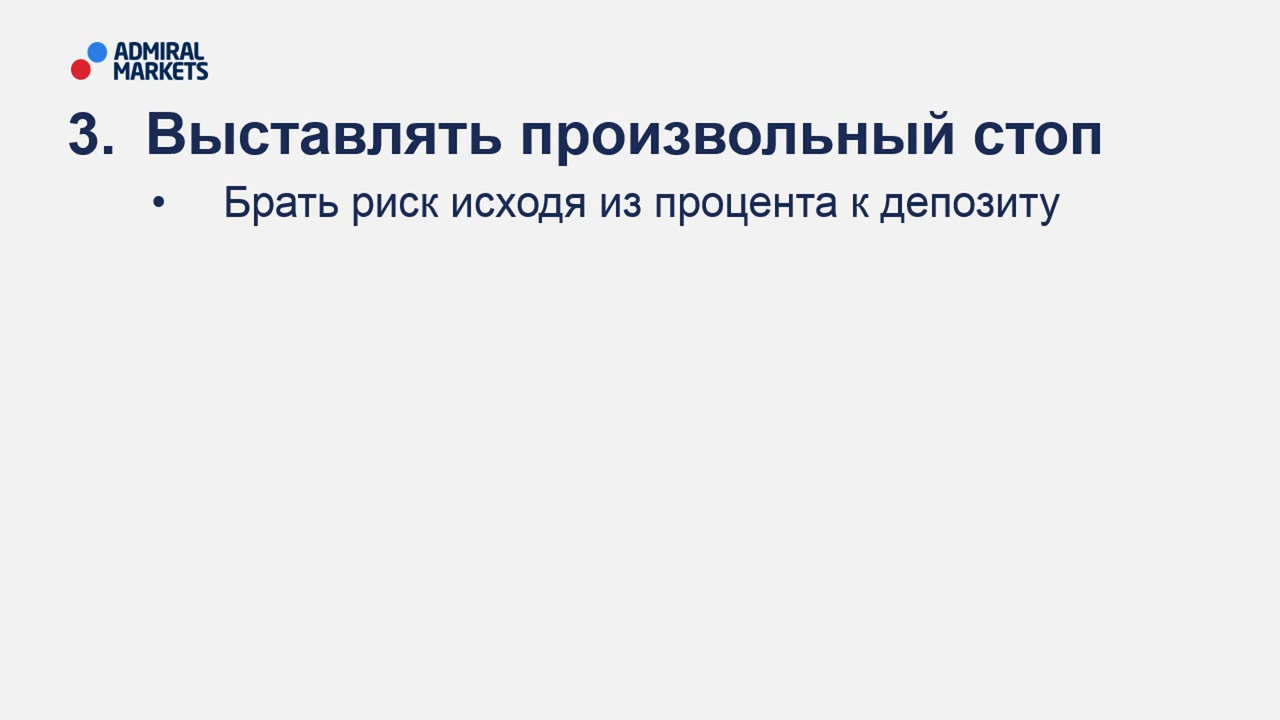 ADMIRAL
MARKETS
3. Выставлять произвольный стоп
• Брать риск исходя из процента к депозиту